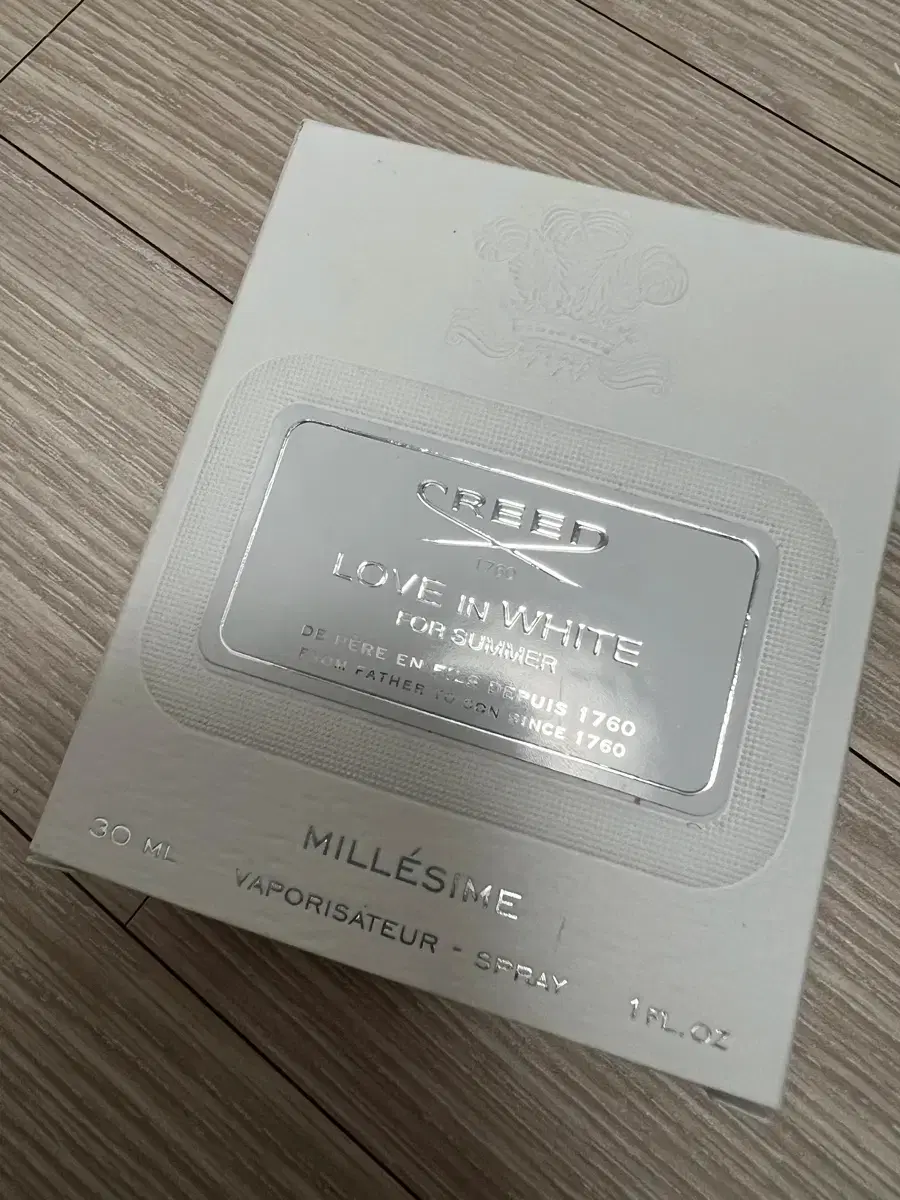 CREED
1760
LOVE IN WHITE
FOR SUMMER
DE PÈRE EN FILS DEPUIS 1760
FROM FATHER TO SON SINCE 1760
30 ML
MILLÉSIME
VAPORISATEUR - SPRAY
1 FL. OZ